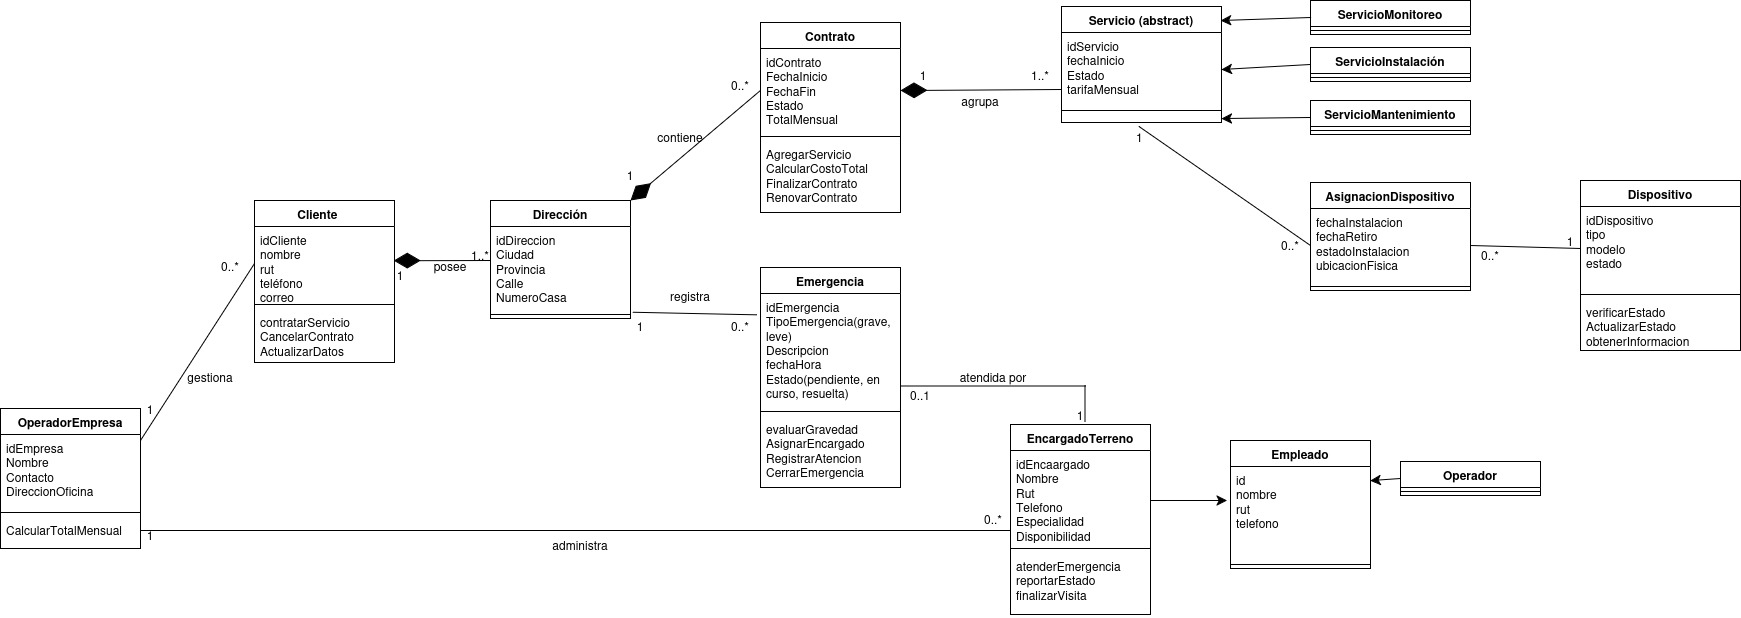 Contrato
idContrato
FechaInicio
FechaFin
Estado
TotalMensual
AgregarServicio
CalcularCostoTotal
FinalizarContrato
RenovarContrato
0..*
contiene
1
1
1..*
agrupa
Servicio (abstract)
idServicio
fechaInicio
Estado
tarifaMensual
1
ServicioMonitoreo
ServicioInstalación
ServicioMantenimiento
AsignacionDispositivo
fechaInstalacion
fechaRetiro
estadoInstalacion
ubicacionFisica
0..*
0..*
1
Dispositivo
idDispositivo
tipo
modelo
estado
verificarEstado
ActualizarEstado
obtenerInformacion
Cliente
idCliente
nombre
rut
teléfono
correo
contratarServicio
CancelarContrato
ActualizarDatos
0..*
gestiona
1
1
posee
1..*
Dirección
idDireccion
Ciudad
Provincia
Calle
NumeroCasa
registra
1
0..*
Emergencia
idEmergencia
TipoEmergencia(grave,
leve)
Descripcion
fechaHora
Estado(pendiente, en
curso, resuelta)
evaluarGravedad
AsignarEncargado
RegistrarAtencion
CerrarEmergencia
atendida por
0..1
1
OperadorEmpresa
idEmpresa
Nombre
Contacto
DireccionOficina
CalcularTotalMensual
1
administra
0..*
EncargadoTerreno
idEncaargado
Nombre
Rut
Telefono
Especialidad
Disponibilidad
atenderEmergencia
reportarEstado
finalizarVisita
Empleado
id
nombre
rut
telefono
Operador